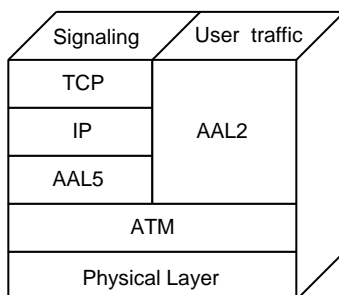 Signaling
User traffic
TCP
IP
AAL2
AAL5
ATM
Physical Layer